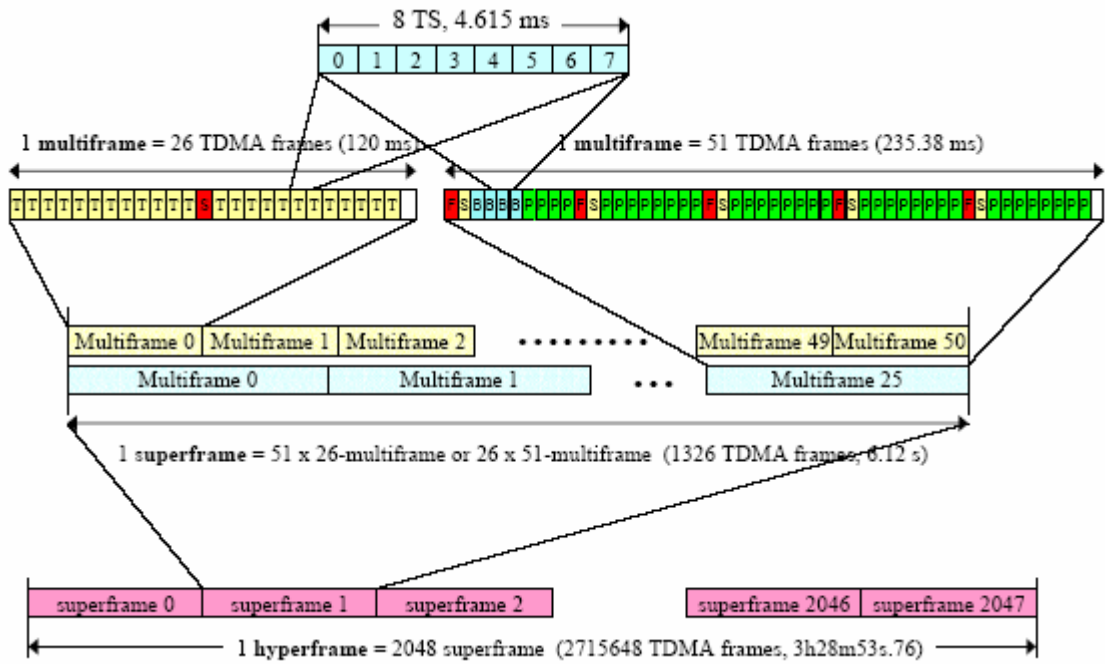 8 TS, 4.615 ms
0 1 2 3 4 5 6 7
1 multiframe = 26 TDMA frames (120 ms)
1 multiframe = 51 TDMA frames (235.38 ms)
TTTTTTTTTTTTSTTTTTTTTTTTT
FSBBBBPPPPFSPPPPPPPPFSPPPPPPPPFSPPPPPPPPFSPPPPPPPP
Multiframe 0 Multiframe 1 Multiframe 2 ......... Multiframe 49 Multiframe 50
Multiframe 0 Multiframe 1 ... Multiframe 25
1 superframe = 51 x 26-multiframe or 26 x 51-multiframe (1326 TDMA frames, 6.12 s)
superframe 0 superframe 1 superframe 2 superframe 2046 superframe 2047
1 hyperframe = 2048 superframe (2715648 TDMA frames, 3h28m53s.76)